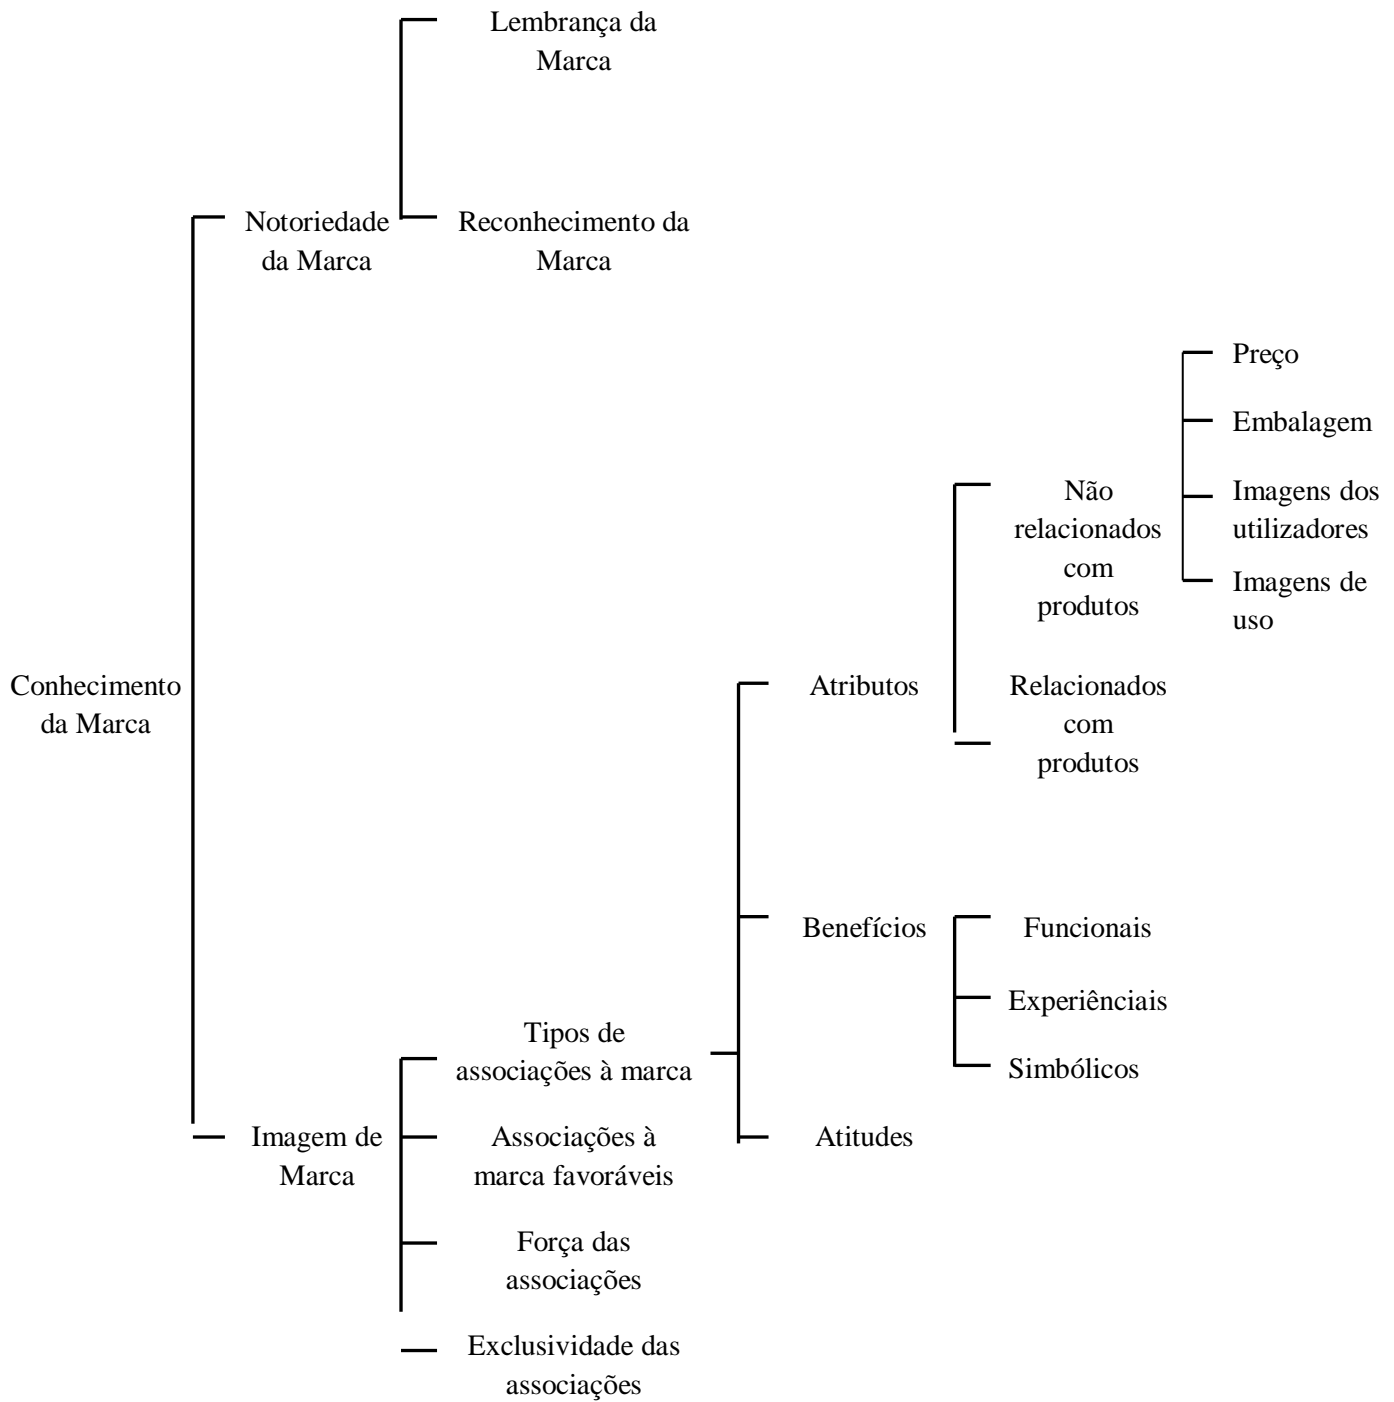 Lembrança da
Marca
Notoriedade
da Marca
Reconhecimento da
Marca
Preço
Embalagem
Não
relacionados
com
produtos
Imagens dos
utilizadores
Imagens de
uso
Conhecimento
da Marca
Atributos
Relacionados
com
produtos
Benefícios
Funcionais
Experiênciais
Simbólicos
Tipos de
associações à marca
Imagem de
Marca
Associações à
marca favoráveis
Atitudes
Força das
associações
Exclusividade das
associações